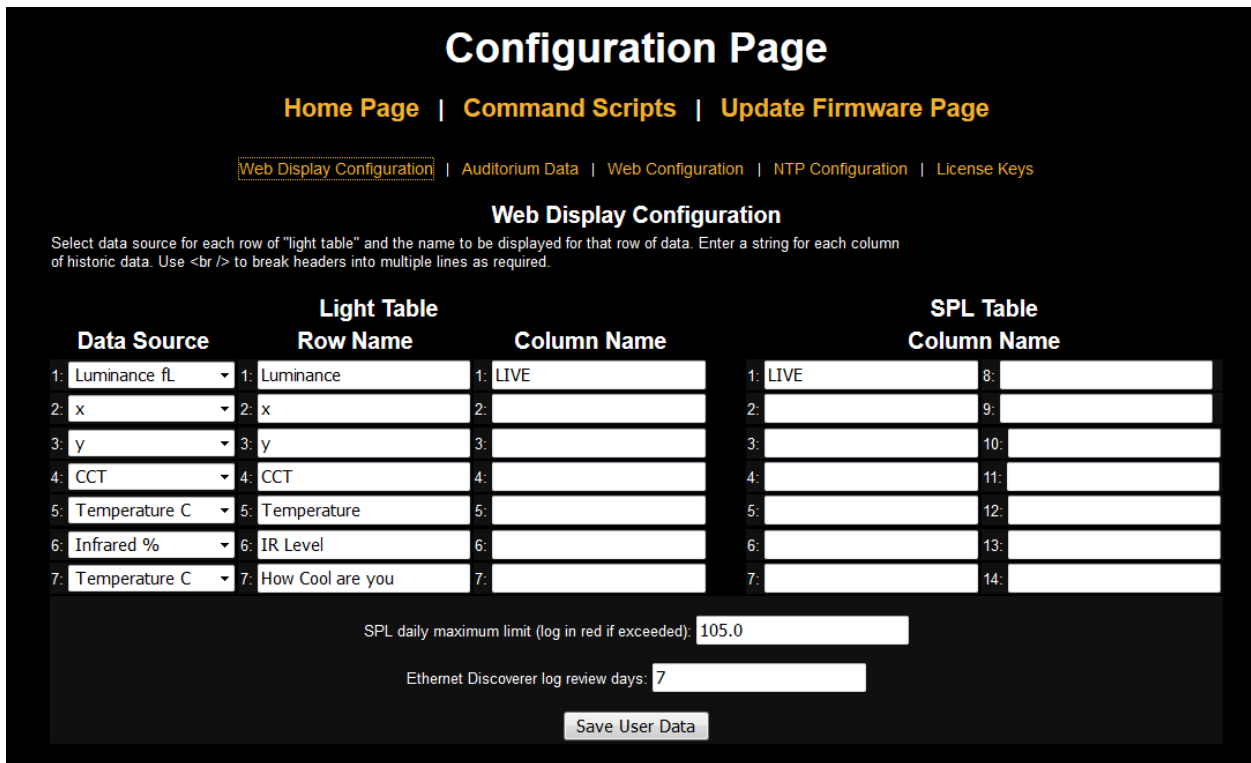 Configuration Page
Home Page | Command Scripts | Update Firmware Page
Web Display Configuration | Auditorium Data | Web Configuration | NTP Configuration | License Keys
Web Display Configuration
Select data source for each row of "light table" and the name to be displayed for that row of data. Enter a string for each column
of historic data. Use <br /> to break headers into multiple lines as required.
Light Table SPL Table
Data Source Row Name Column Name Column Name
1: Luminance fL 1: Luminance 1: LIVE 1: LIVE 8:
2: x 2: x 2: 2: 9:
3: y 3: y 3: 3: 10:
4: CCT 4: CCT 4: 4: 11:
5: Temperature C 5: Temperature 5: 5: 12:
6: Infrared % 6: IR Level 6: 6: 13:
7: Temperature C 7: How Cool are you 7: 7: 14:
SPL daily maximum limit (log in red if exceeded): 105.0
Ethernet Discoverer log review days: 7
Save User Data